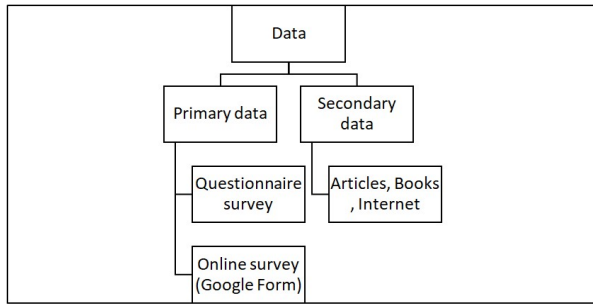 Data
Primary data
Secondary
data
Questionnaire
survey
Articles, Books
, Internet
Online survey
(Google Form)